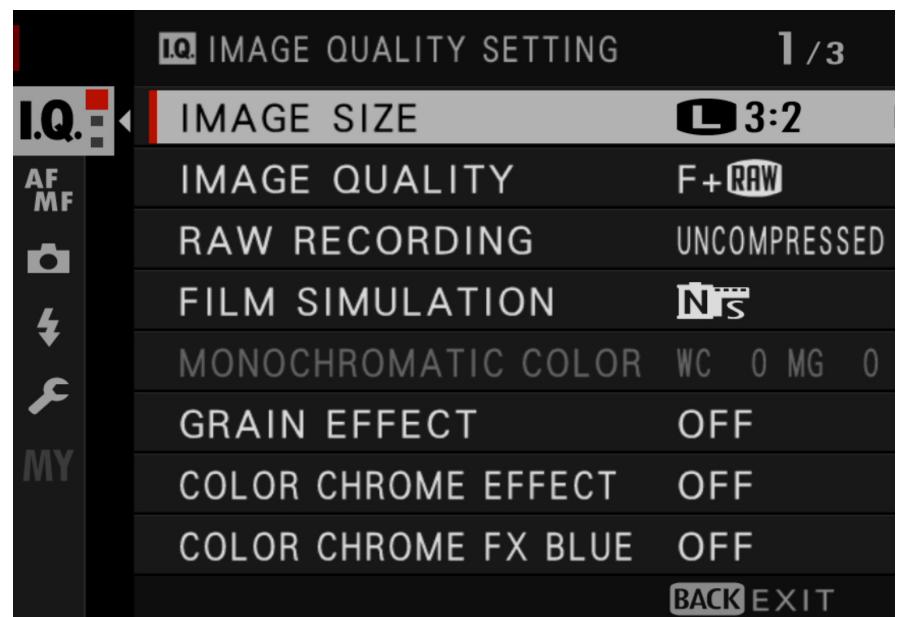 I.Q. IMAGE QUALITY SETTING 1/3
I.Q. IMAGE SIZE L 3:2
AF MF IMAGE QUALITY F+RAW
RAW RECORDING UNCOMPRESSED
FILM SIMULATION NS
MONOCHROMATIC COLOR WC 0 MG 0
GRAIN EFFECT OFF
MY COLOR CHROME EFFECT OFF
COLOR CHROME FX BLUE OFF
BACK EXIT